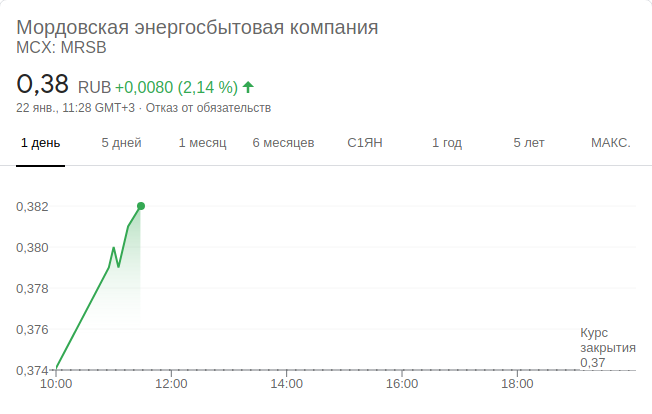 Мордовская энергосбытовая компания
MCX: MRSB
0,38 RUB +0,0080 (2,14 %)
22 янв., 11:28 GMT+3 · Отказ от обязательств
1 день 5 дней 1 месяц 6 месяцев С1ЯН 1 год 5 лет МАКС.
0,382
0,380
0,378
0,376
0,374
Курс
закрытия
0,37
10:00 12:00 14:00 16:00 18:00